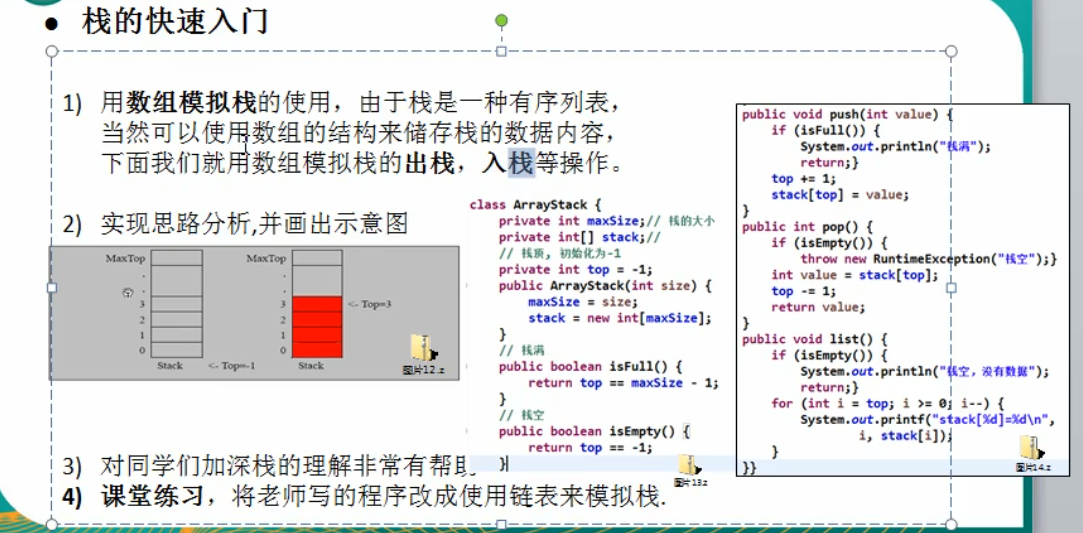 ● 栈的快速入门
1) 用数组模拟栈的使用，由于栈是一种有序列表，
当然可以使用数组的结构来储存栈的数据内容，
下面我们就用数组模拟栈的出栈，入栈等操作。
2) 实现思路分析,并画出示意图
MaxTop
.
.
3
2
1
0
Stack
<- Top=-1
MaxTop
.
.
3
2
1
0
<- Top=3
Stack
图片12.z
3) 对同学们加深栈的理解非常有帮
4) 课堂练习，将老师写的程序改成使用链表来模拟栈.
class ArrayStack {
private int maxSize;// 栈的大小
private int[] stack;//
// 栈顶, 初始化为-1
private int top = -1;
public ArrayStack(int size) {
maxSize = size;
stack = new int[maxSize];
}
// 栈满
public boolean isFull() {
return top == maxSize - 1;
}
// 栈空
public boolean isEmpty() {
return top == -1;
}
图片13.z
public void push(int value) {
if (isFull()) {
System.out.println("栈满");
return;}
top += 1;
stack[top] = value;
}
public int pop() {
if (isEmpty()) {
throw new RuntimeException("栈空");}
int value = stack[top];
top -= 1;
return value;
}
public void list() {
if (isEmpty()) {
System.out.println("栈空，没有数据");
return;}
for (int i = top; i >= 0; i--) {
System.out.printf("stack[%d]=%d\n",
i, stack[i]);
}
}}
图片14.z